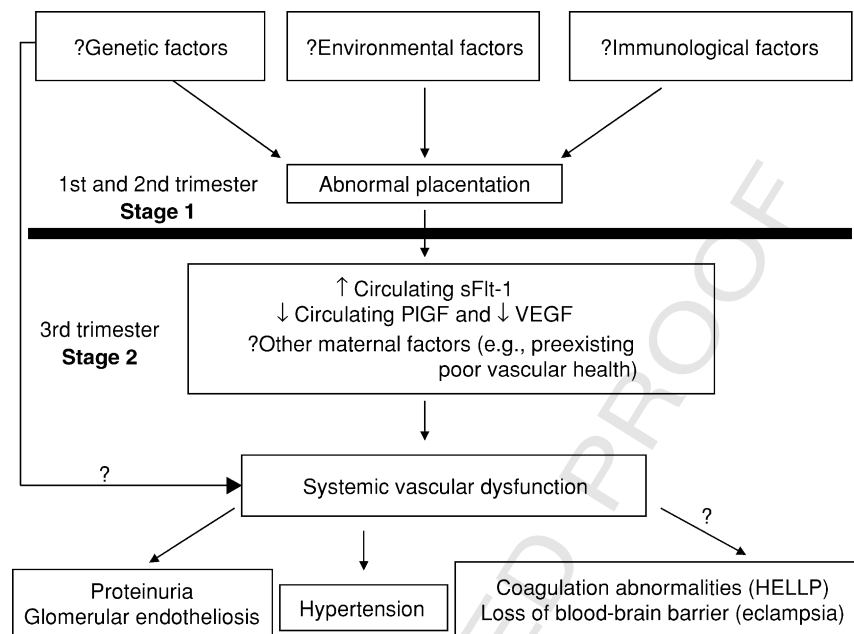 ?Genetic factors
?Environmental factors
?Immunological factors
1st and 2nd trimester
Stage 1
Abnormal placentation
↑ Circulating sFlt-1
↓ Circulating PlGF and ↓ VEGF
?Other maternal factors (e.g., preexisting
poor vascular health)
3rd trimester
Stage 2
?
Systemic vascular dysfunction
?
Proteinuria
Glomerular endotheliosis
Hypertension
Coagulation abnormalities (HELLP)
Loss of blood-brain barrier (eclampsia)
ED PROOF